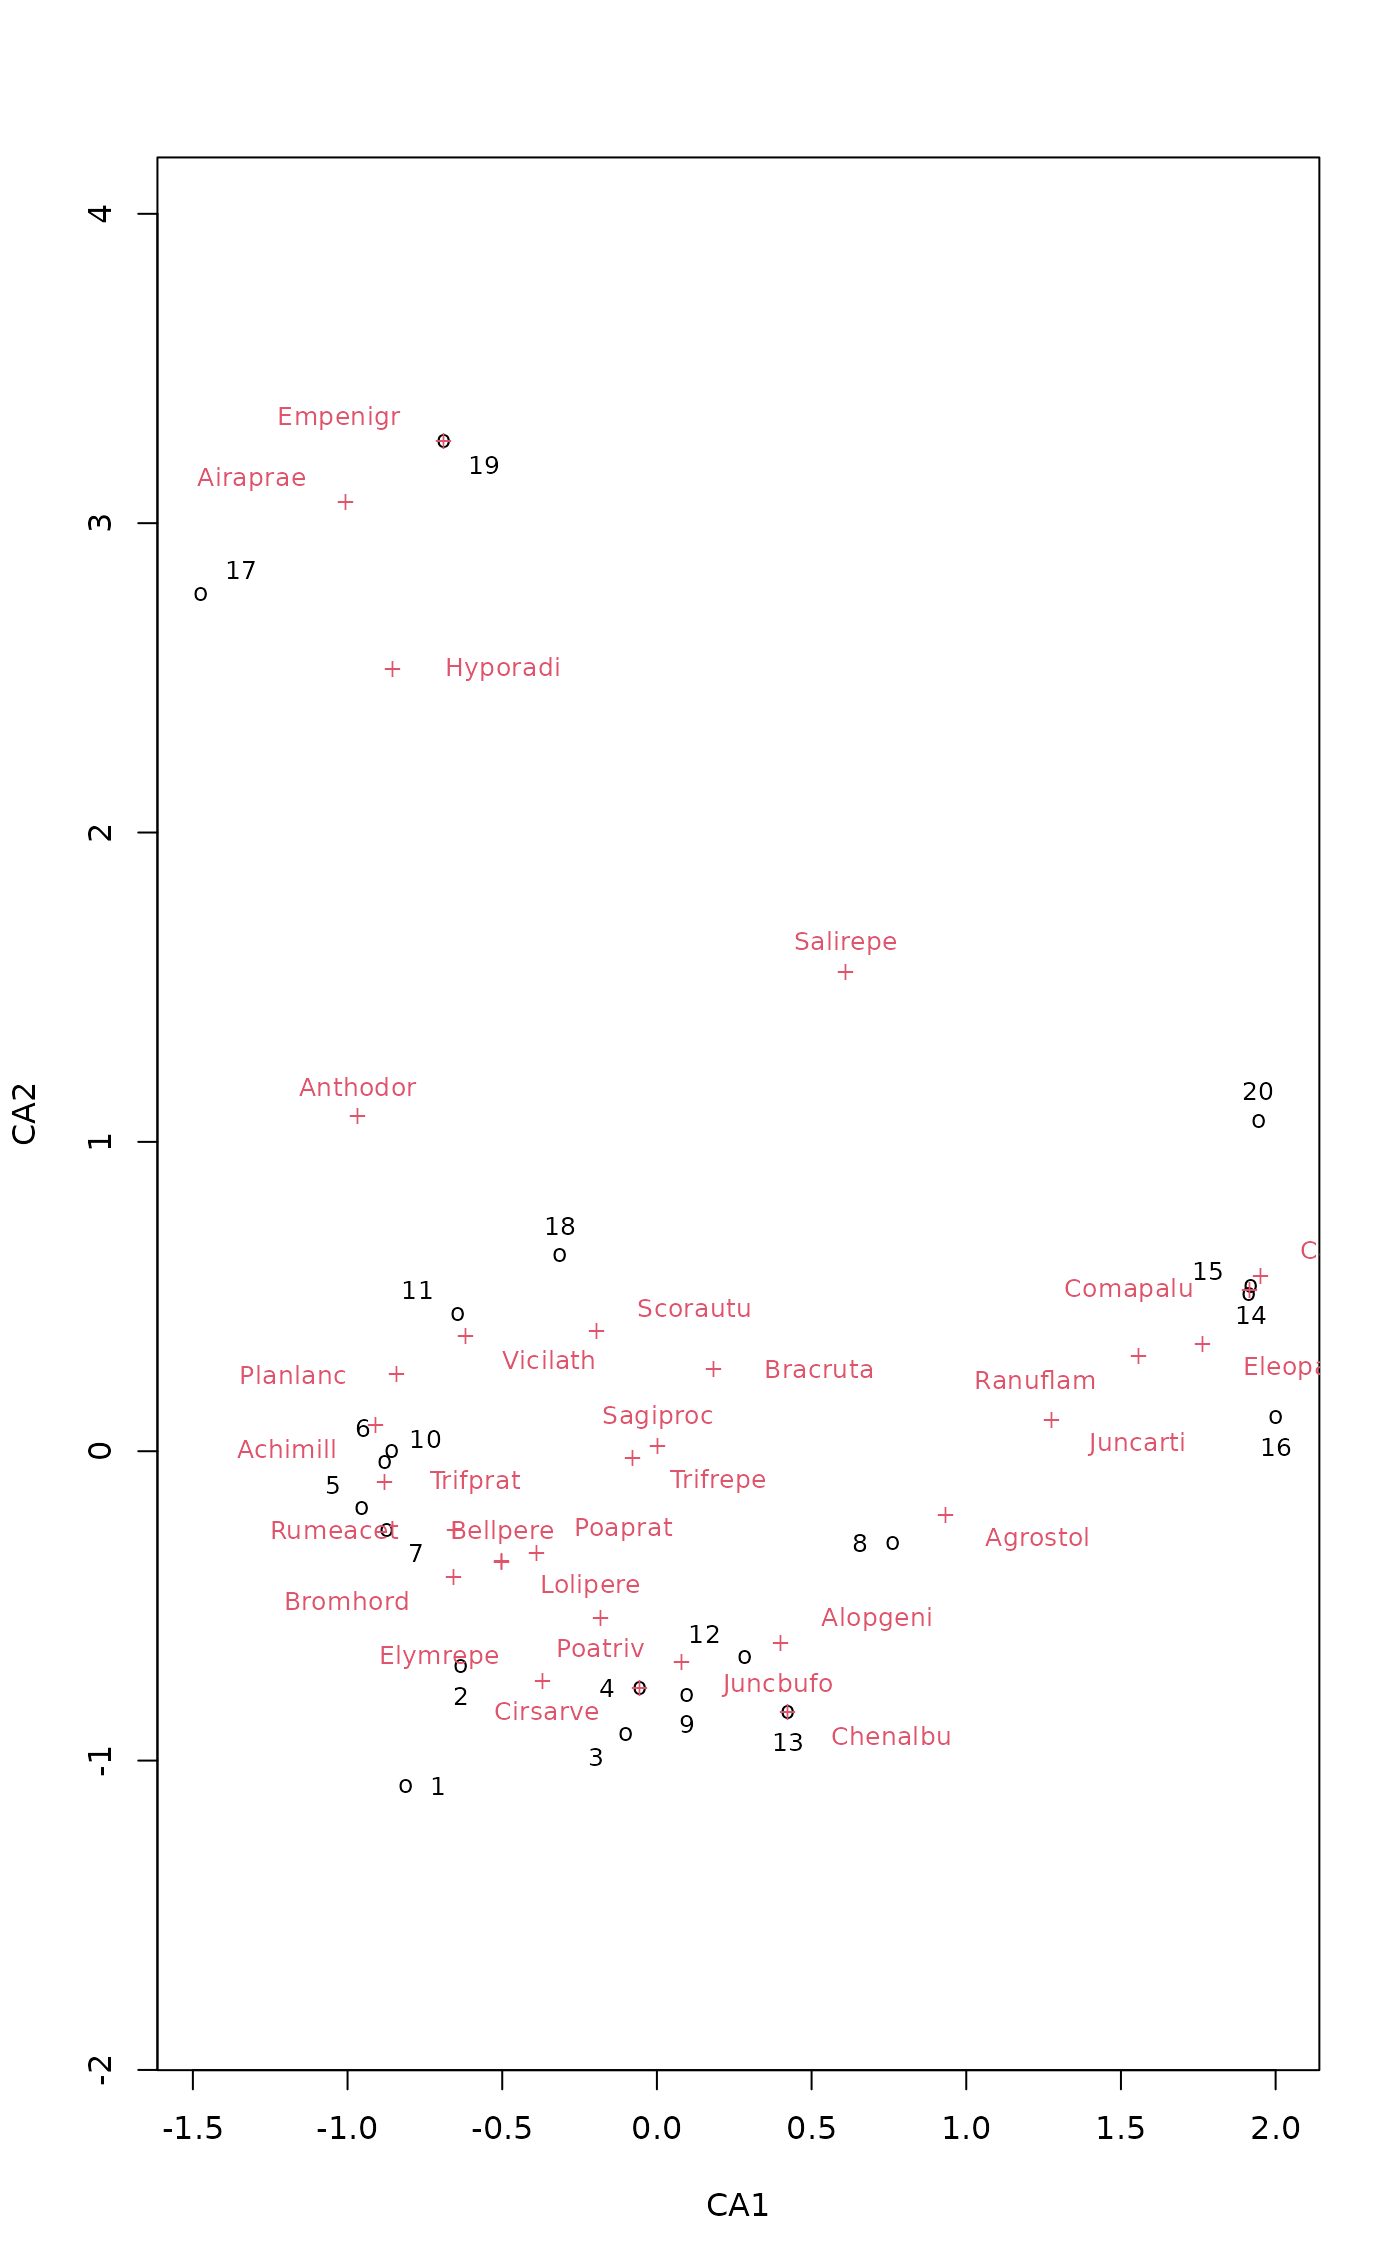 4
Empenigr
19
Airaprae
3
17
Hyporadi
2
Salirepe
Anthodor
20
CA2
1
18
C
15
Comapalu
11
Scorautu
14
Vicilath
Planlanc
Bracruta
Eleopa
Ranuflam
Sagiproc
6
10
Achimill
0
Juncarti
16
5
Trifprat
Trifrepe
Rumeacet
Bellpere
Poaprat
8
Agrostol
7
Lolipere
Bromhord
Alopgeni
12
Poatriv
Elymrepe
4
Juncbufo
2
Cirsarve
9
Chenalbu
13
3
-1
1
-2
-1.5 -1.0 -0.5 0.0 0.5 1.0 1.5 2.0
CA1